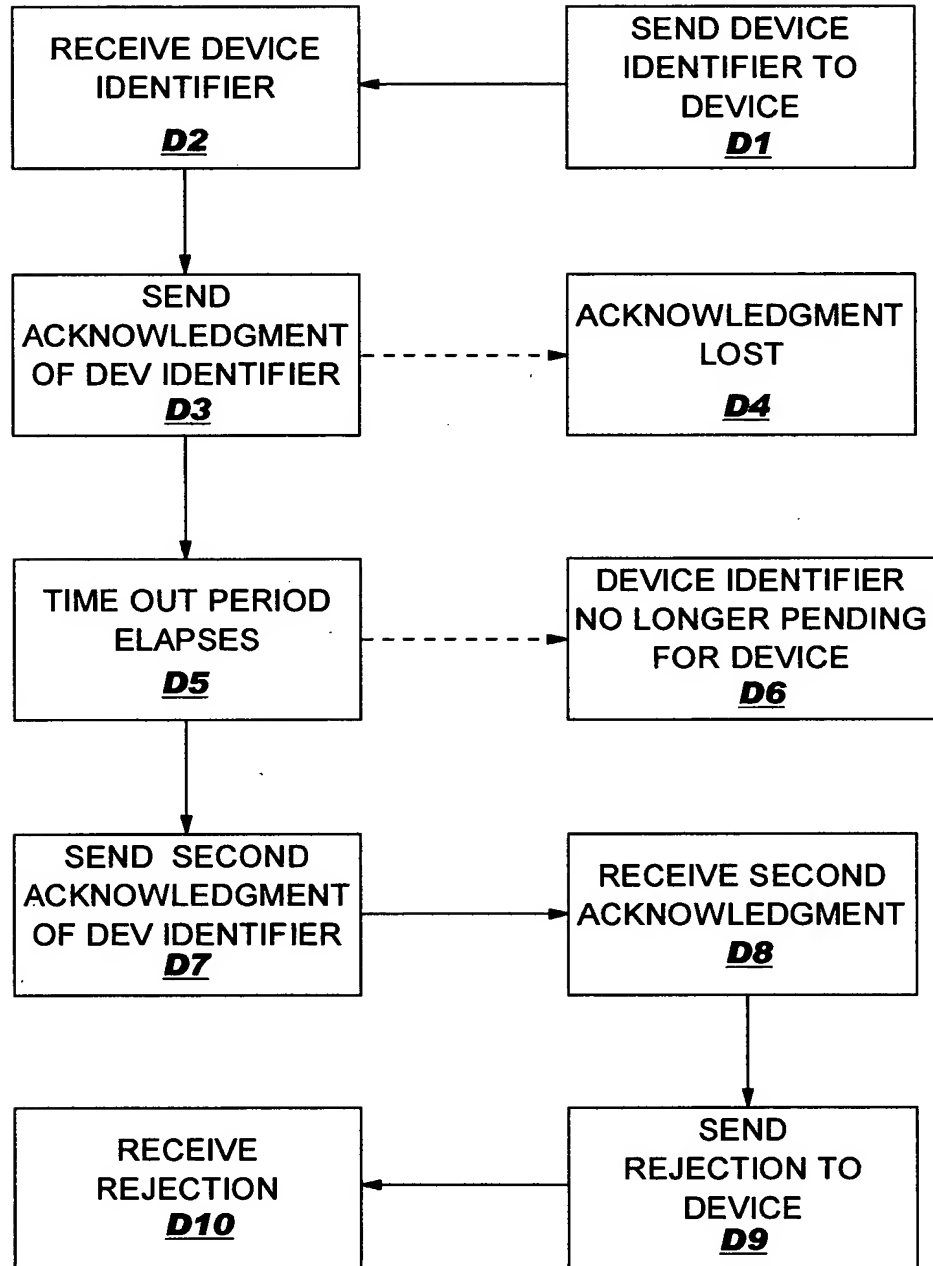 RECEIVE DEVICE
IDENTIFIER
D2
SEND DEVICE
IDENTIFIER TO
DEVICE
D1
SEND
ACKNOWLEDGMENT
OF DEV IDENTIFIER
D3
ACKNOWLEDGMENT
LOST
D4
TIME OUT PERIOD
ELAPSES
D5
DEVICE IDENTIFIER
NO LONGER PENDING
FOR DEVICE
D6
SEND SECOND
ACKNOWLEDGMENT
OF DEV IDENTIFIER
D7
RECEIVE SECOND
ACKNOWLEDGMENT
D8
RECEIVE
REJECTION
D10
SEND
REJECTION TO
DEVICE
D9